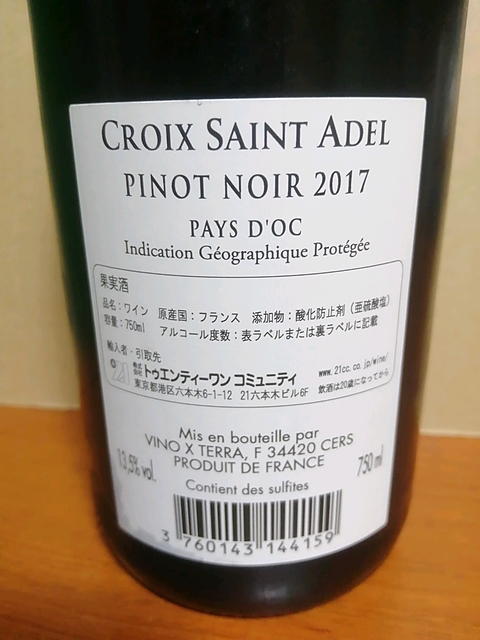 CROIX SAINT ADEL
PINOT NOIR 2017
PAYS D'OC
Indication Géographique Protégée
果実酒
品名：ワイン 原産国：フランス 添加物：酸化防止剤（亜硫酸塩）
容量：750ml アルコール度数：表ラベルまたは裏ラベルに記載
輸入者・引取先
21 株式会社 トゥエンティーワン コミュニティ www.21cc.co.jp/wine/
東京都港区六本木6-1-12 21六本木ビル6F 飲酒は20歳になってから
Mis en bouteille par
VINO X TERRA, F 34420 CERS
13,5% vol. PRODUIT DE FRANCE 750 ml
Contient des sulfites
3 760143 144159